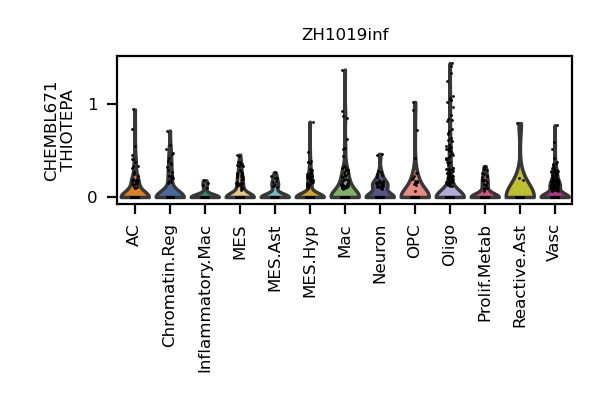 ZH1019inf
CHEMBL671
THIOTEPA
1
0
AC
Chromatin.Reg
Inflammatory.Mac
MES
MES.Ast
MES.Hyp
Mac
Neuron
OPC
Oligo
Prolif.Metab
Reactive.Ast
Vasc